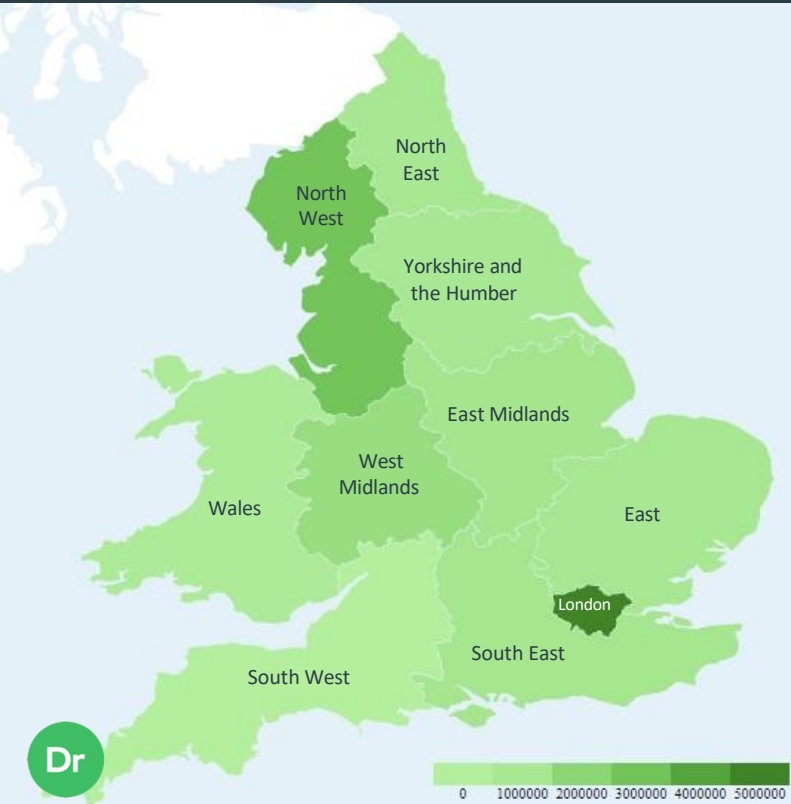 North
East
North
West
Yorkshire and
the Humber
East Midlands
West
Midlands
Wales
East
London
South East
South West
Dr
0 1000000 2000000 3000000 4000000 5000000